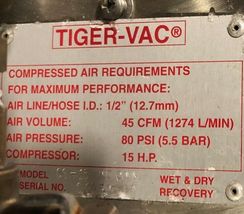 TIGER-VAC®
COMPRESSED AIR REQUIREMENTS
FOR MAXIMUM PERFORMANCE:
AIR LINE/HOSE I.D.: 1/2" (12.7mm)
AIR VOLUME: 45 CFM (1274 L/MIN)
AIR PRESSURE: 80 PSI (5.5 BAR)
COMPRESSOR: 15 H.P.
MODEL WET & DRY
SERIAL NO. RECOVERY